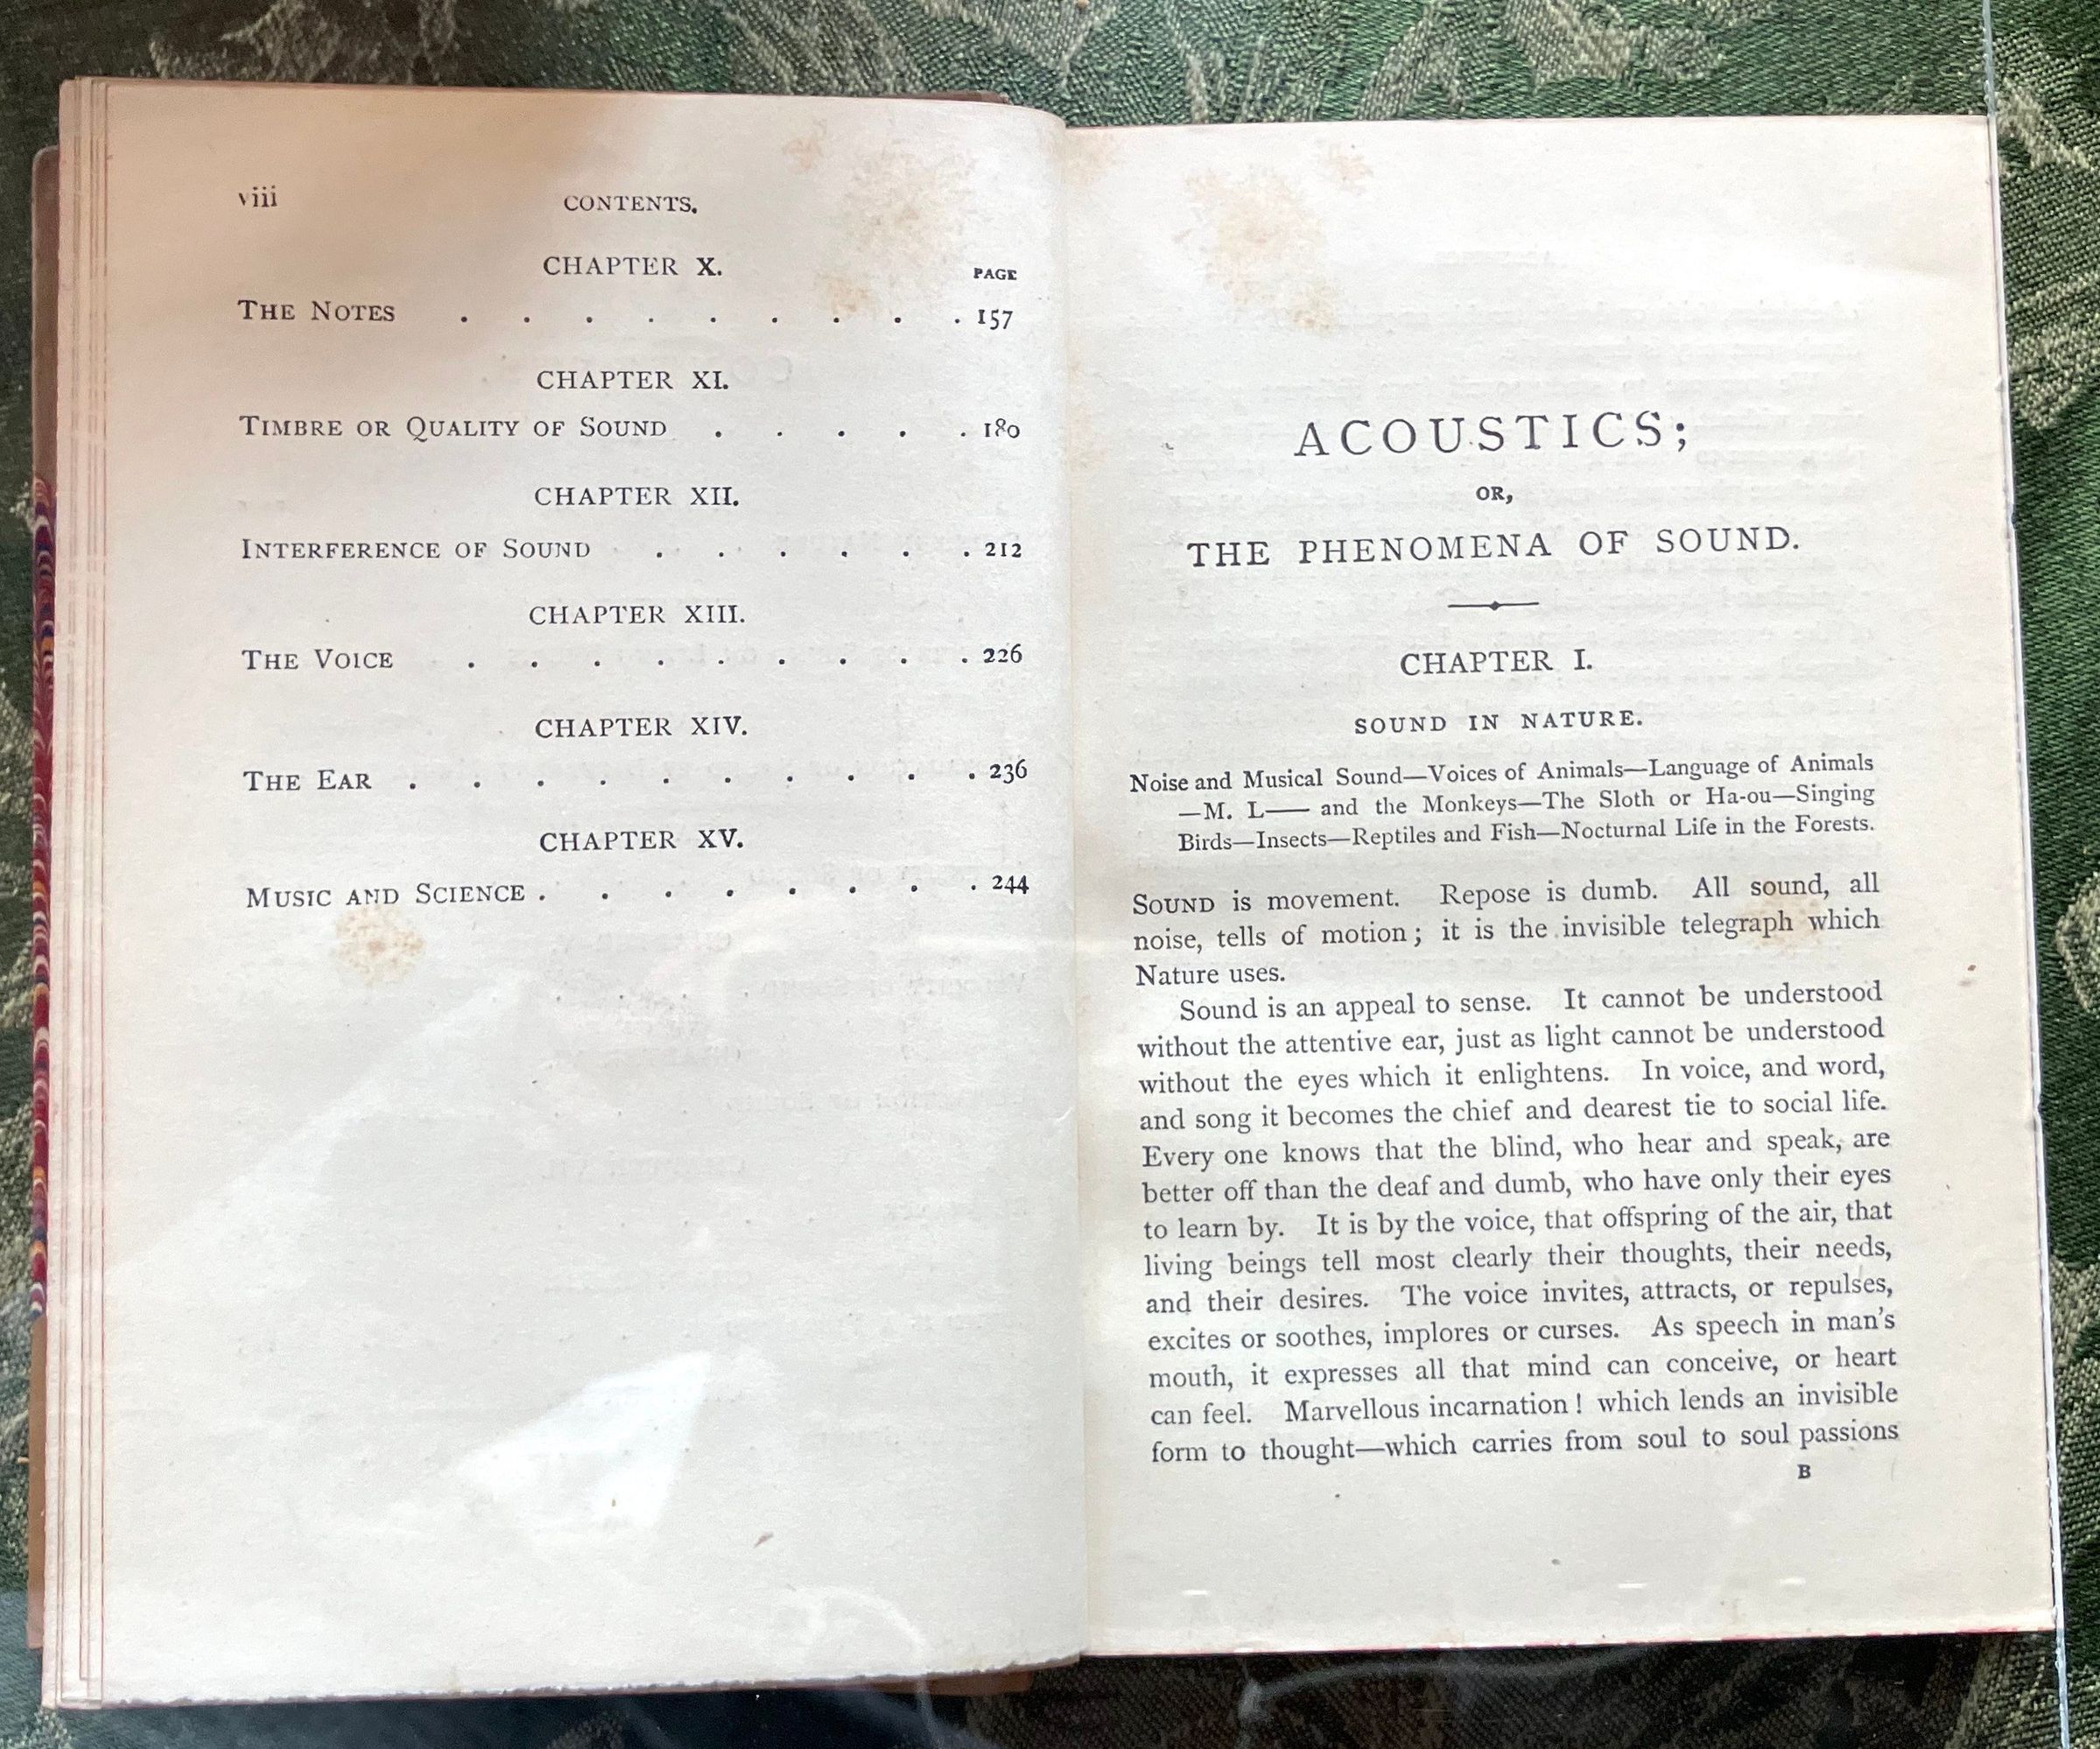 viii
CONTENTS.
CHAPTER X.
PAGE
THE NOTES . . . . . . . . . 157
CHAPTER XI.
TIMBRE OR QUALITY OF SOUND . . . . . 180
CHAPTER XII.
INTERFERENCE OF SOUND . . . . . . 212
CHAPTER XIII.
THE VOICE . . . . . . . . . 226
CHAPTER XIV.
THE EAR . . . . . . . . . . 236
CHAPTER XV.
MUSIC AND SCIENCE . . . . . . . . 244
ACOUSTICS;
OR,
THE PHENOMENA OF SOUND.
CHAPTER I.
SOUND IN NATURE.
Noise and Musical Sound—Voices of Animals—Language of Animals
—M. L—— and the Monkeys—The Sloth or Ha-ou—Singing
Birds—Insects—Reptiles and Fish—Nocturnal Life in the Forests.
SOUND is movement. Repose is dumb. All sound, all
noise, tells of motion; it is the invisible telegraph which
Nature uses.
Sound is an appeal to sense. It cannot be understood
without the attentive ear, just as light cannot be understood
without the eyes which it enlightens. In voice, and word,
and song it becomes the chief and dearest tie to social life.
Every one knows that the blind, who hear and speak, are
better off than the deaf and dumb, who have only their eyes
to learn by. It is by the voice, that offspring of the air, that
living beings tell most clearly their thoughts, their needs,
and their desires. The voice invites, attracts, or repulses,
excites or soothes, implores or curses. As speech in man's
mouth, it expresses all that mind can conceive, or heart
can feel. Marvellous incarnation! which lends an invisible
form to thought—which carries from soul to soul passions
B